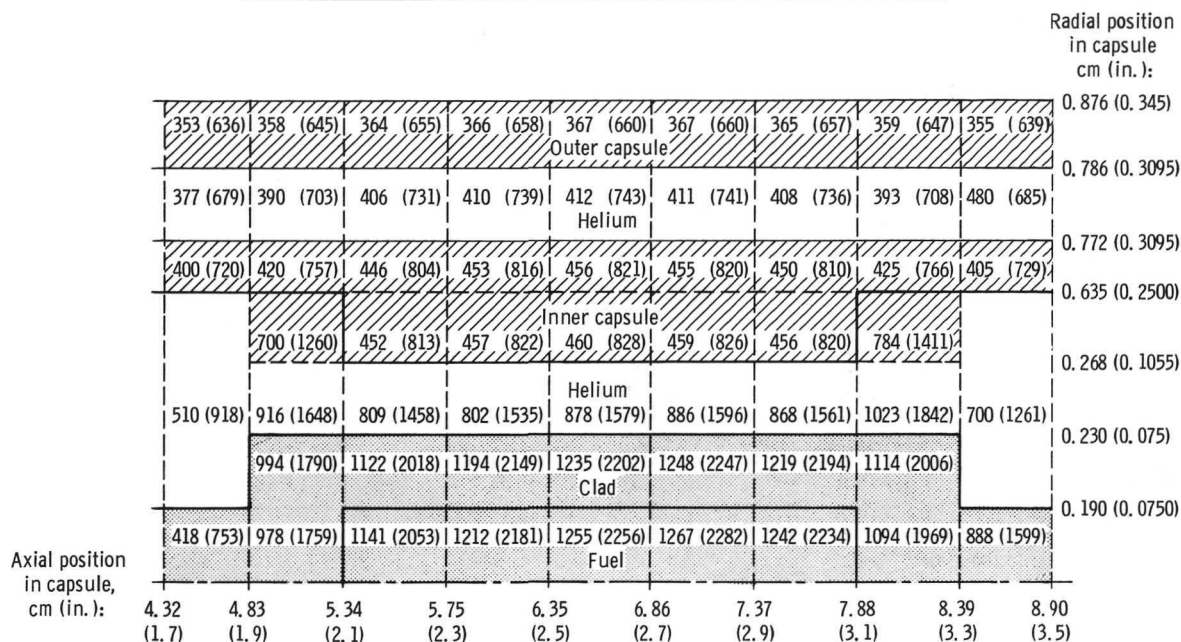 Radial position
in capsule
cm (in.):
0.876 (0.345)
353 (636) 358 (645) 364 (655) 366 (658) 367 (660) 367 (660) 365 (657) 359 (647) 355 (639)
Outer capsule
0.786 (0.3095)
377 (679) 390 (703) 406 (731) 410 (739) 412 (743) 411 (741) 408 (736) 393 (708) 480 (685)
Helium
0.772 (0.3095)
400 (720) 420 (757) 446 (804) 453 (816) 456 (821) 455 (820) 450 (810) 425 (766) 405 (729)
0.635 (0.2500)
Inner capsule
700 (1260) 452 (813) 457 (822) 460 (828) 459 (826) 456 (820) 784 (1411)
0.268 (0.1055)
Helium
510 (918) 916 (1648) 809 (1458) 802 (1535) 878 (1579) 886 (1596) 868 (1561) 1023 (1842) 700 (1261)
0.230 (0.075)
994 (1790) 1122 (2018) 1194 (2149) 1235 (2202) 1248 (2247) 1219 (2194) 1114 (2006)
Clad
0.190 (0.0750)
418 (753) 978 (1759) 1141 (2053) 1212 (2181) 1255 (2256) 1267 (2282) 1242 (2234) 1094 (1969) 888 (1599)
Fuel
Axial position
in capsule,
cm (in.):
4.32 4.83 5.34 5.75 6.35 6.86 7.37 7.88 8.39 8.90
(1.7) (1.9) (2.1) (2.3) (2.5) (2.7) (2.9) (3.1) (3.3) (3.5)